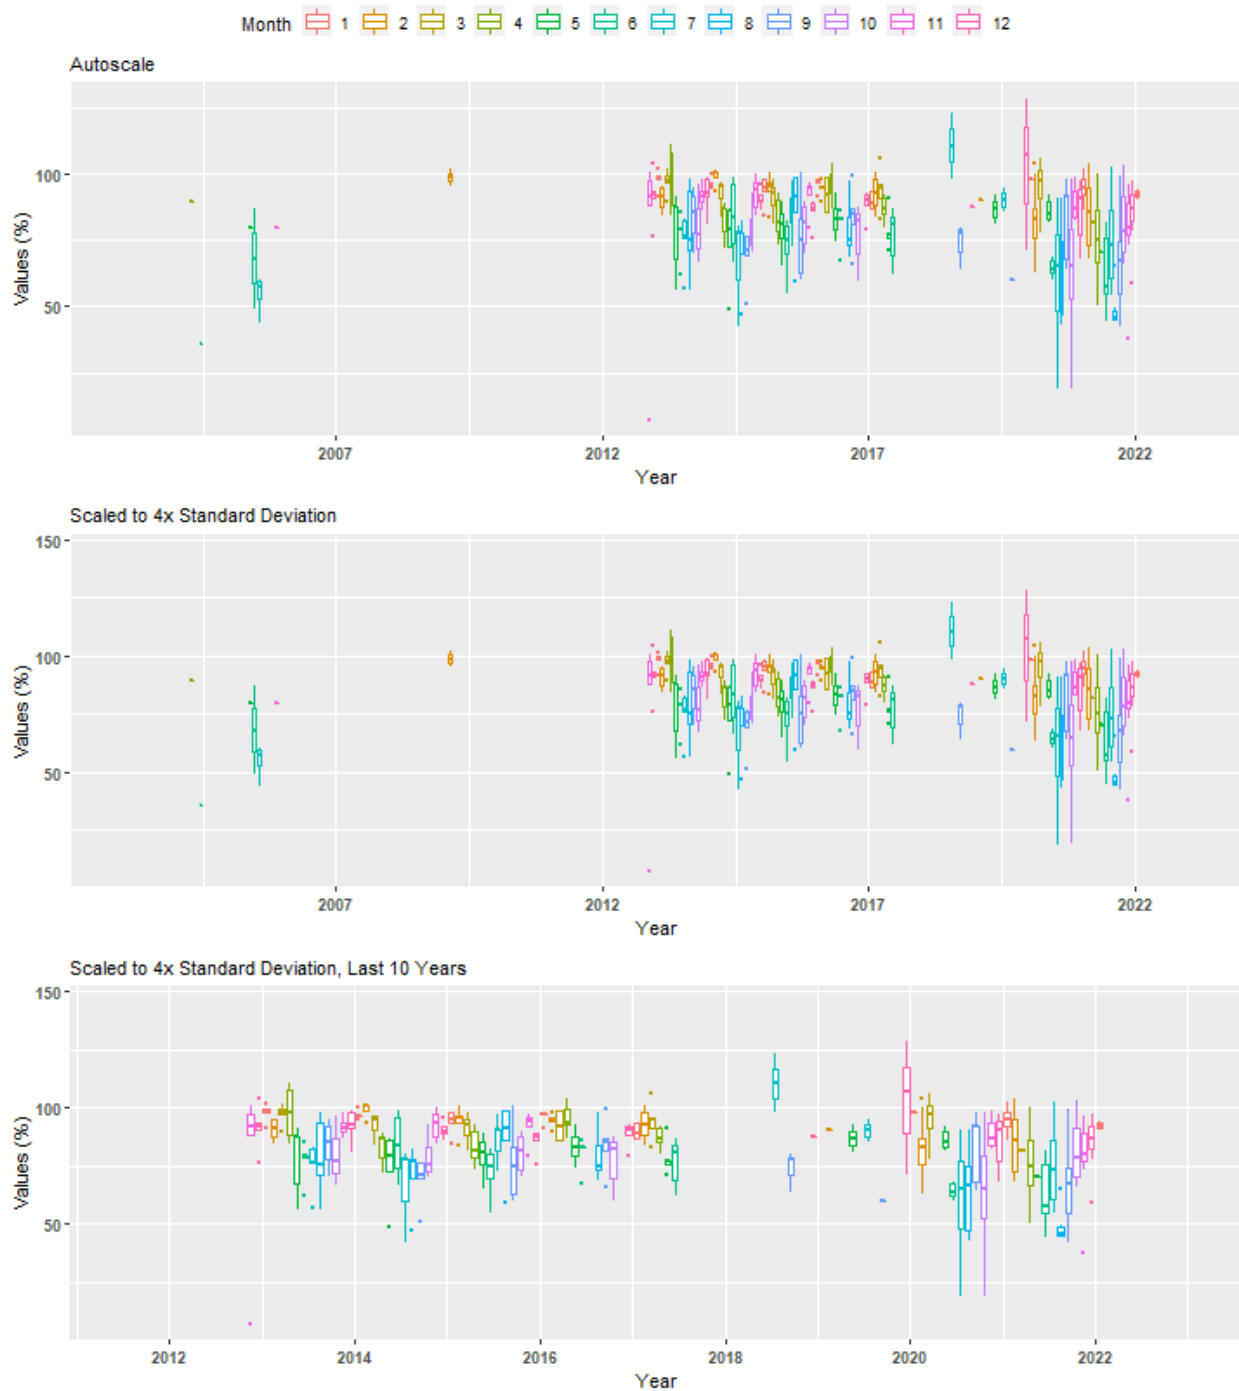 Month 1 2 3 4 5 6 7 8 9 10 11 12
Autoscale
100
50
Values (%)
2007 2012 2017 2022
Year
Scaled to 4x Standard Deviation
150
100
50
Values (%)
2007 2012 2017 2022
Year
Scaled to 4x Standard Deviation, Last 10 Years
150
100
50
Values (%)
2012 2014 2016 2018 2020 2022
Year